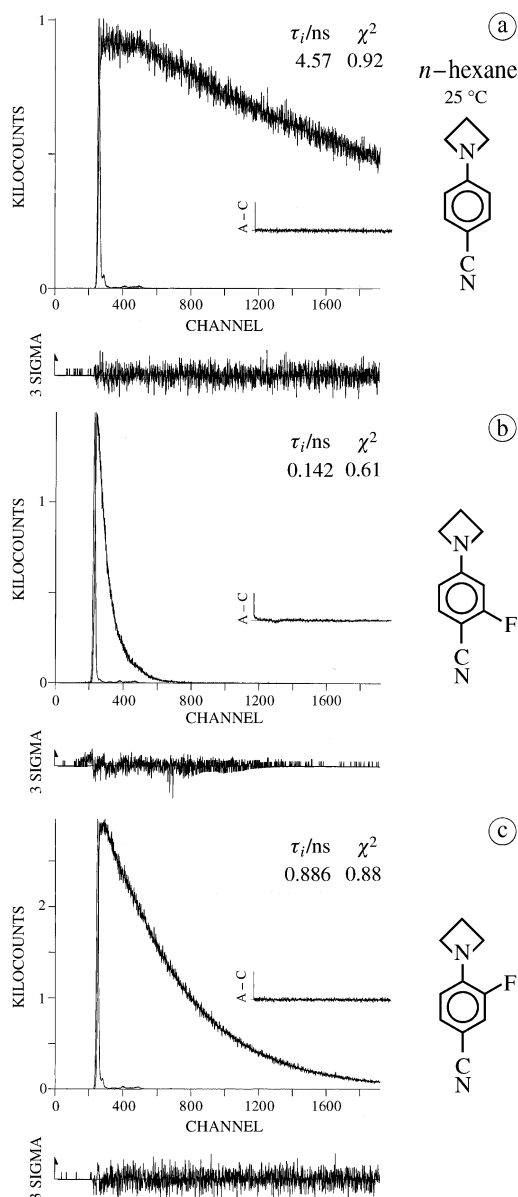 a
τi/ns χ2
4.57 0.92
n–hexane
25 °C
N
C
N
KILOCOUNTS
1
0
A – C
0 400 800 1200 1600
CHANNEL
3 SIGMA
b
τi/ns χ2
0.142 0.61
N
F
C
N
KILOCOUNTS
1
0
A – C
0 400 800 1200 1600
CHANNEL
3 SIGMA
c
τi/ns χ2
0.886 0.88
N
F
C
N
KILOCOUNTS
2
1
0
A – C
0 400 800 1200 1600
CHANNEL
3 SIGMA